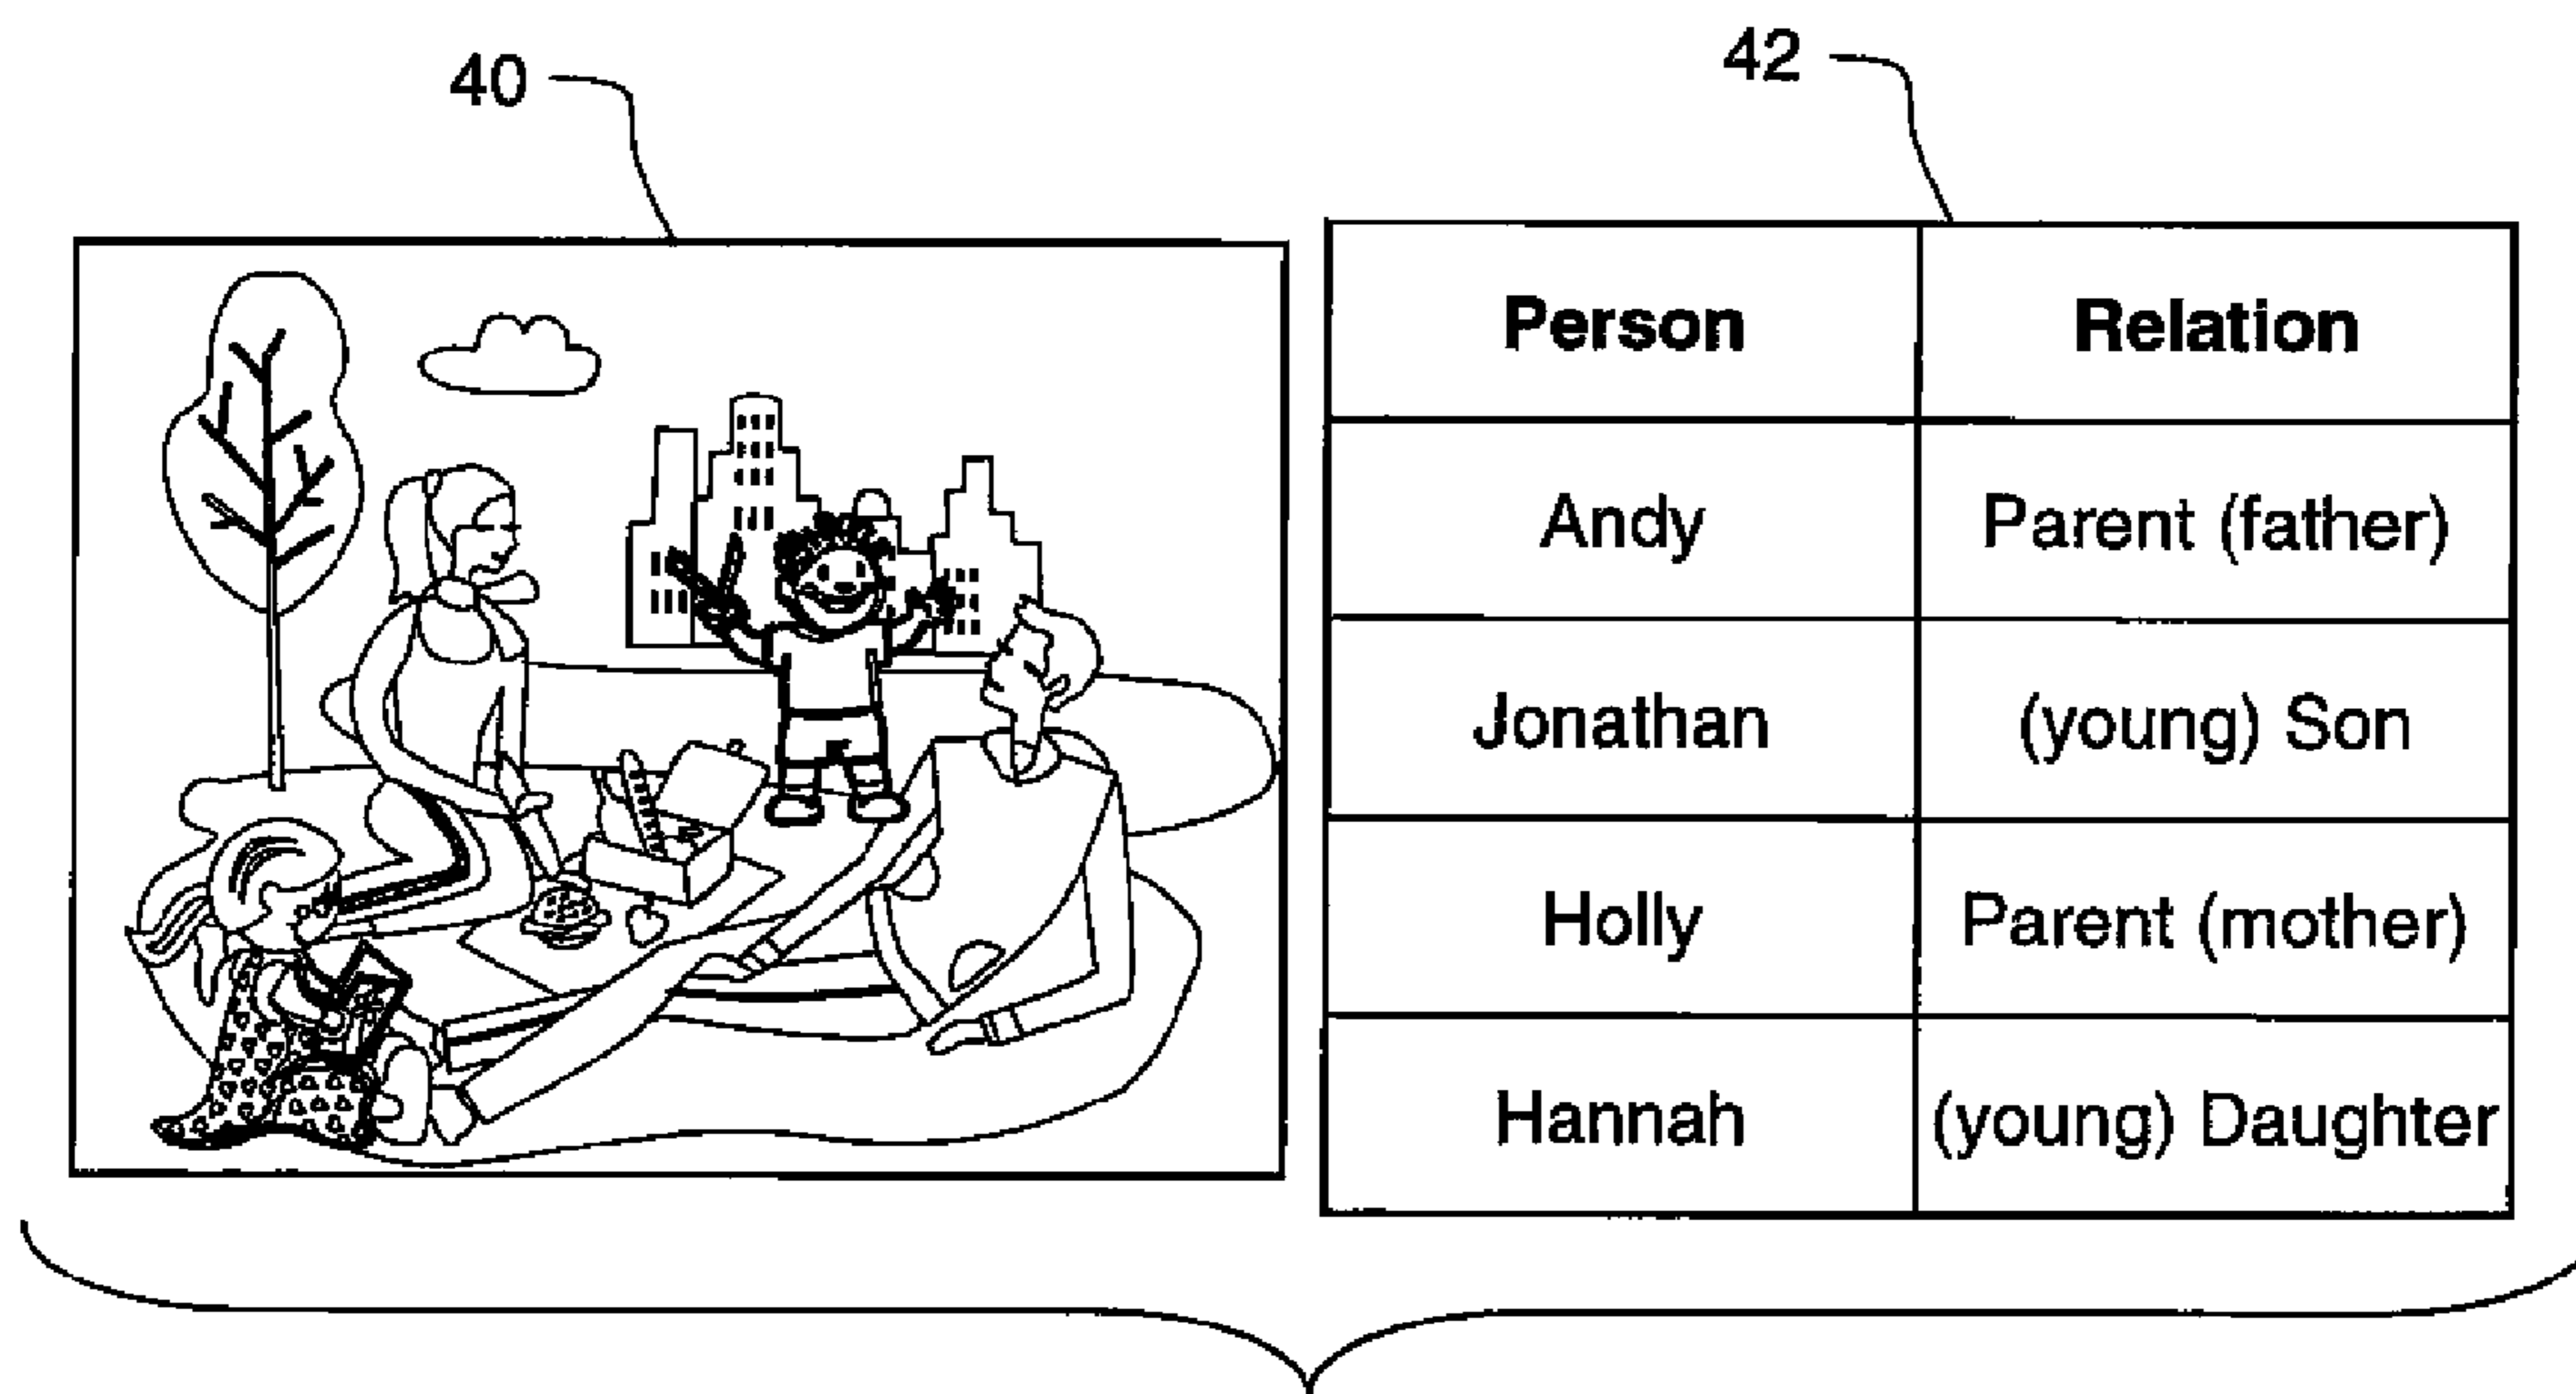 40
42
Person Relation
Andy Parent (father)
Jonathan (young) Son
Holly Parent (mother)
Hannah (young) Daughter